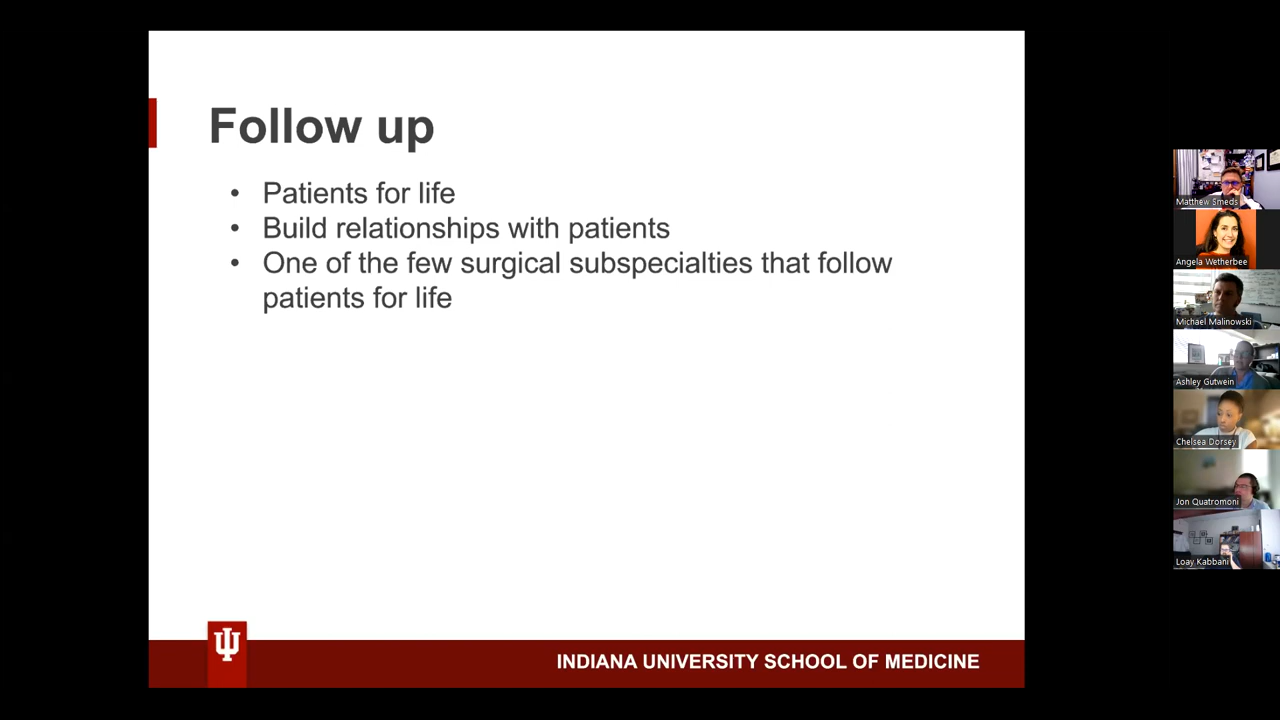 Follow up
• Patients for life
• Build relationships with patients
• One of the few surgical subspecialties that follow
patients for life
INDIANA UNIVERSITY SCHOOL OF MEDICINE
Matthew Smeds
Angela Wetherbee
Michael Malinowski
Ashley Gutwein
Chelsea Dorsey
Jon Quatromoni
Loay Kabbani